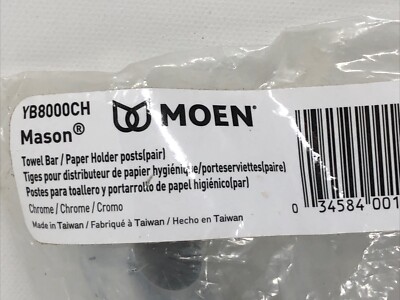 YB8000CH
MOEN®
Mason®
Towel Bar / Paper Holder posts(pair)
Tiges pour distributeur de papier hygiénique/porteserviettes(paire)
Postes para toallero y portarrollo de papel higiénico(par)
Chrome / Chrome / Cromo
Made in Taiwan / Fabriqué à Taiwan / Hecho en Taiwan
0 34584 001